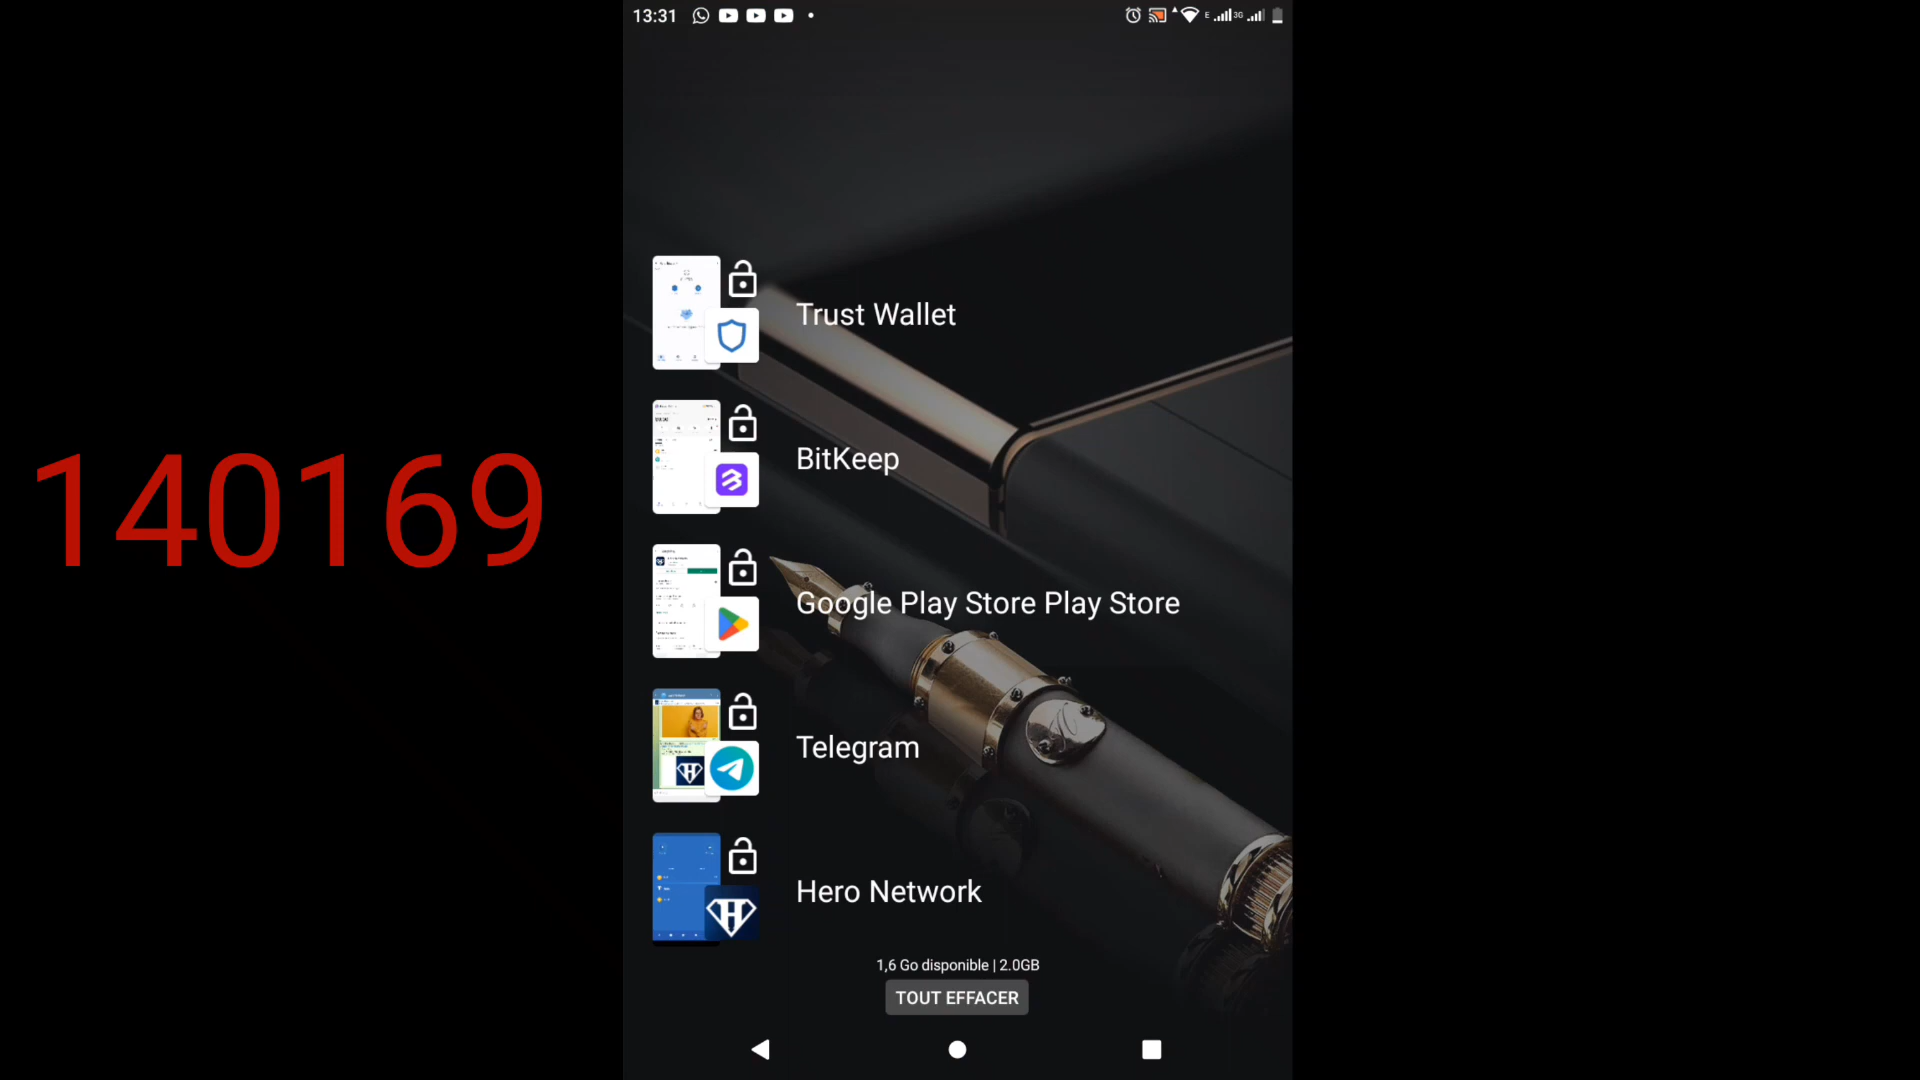 13:31
E
3G
Trust Wallet
BitKeep
140169
Google Play Store Play Store
Telegram
Hero Network
1,6 Go disponible | 2.0GB
TOUT EFFACER